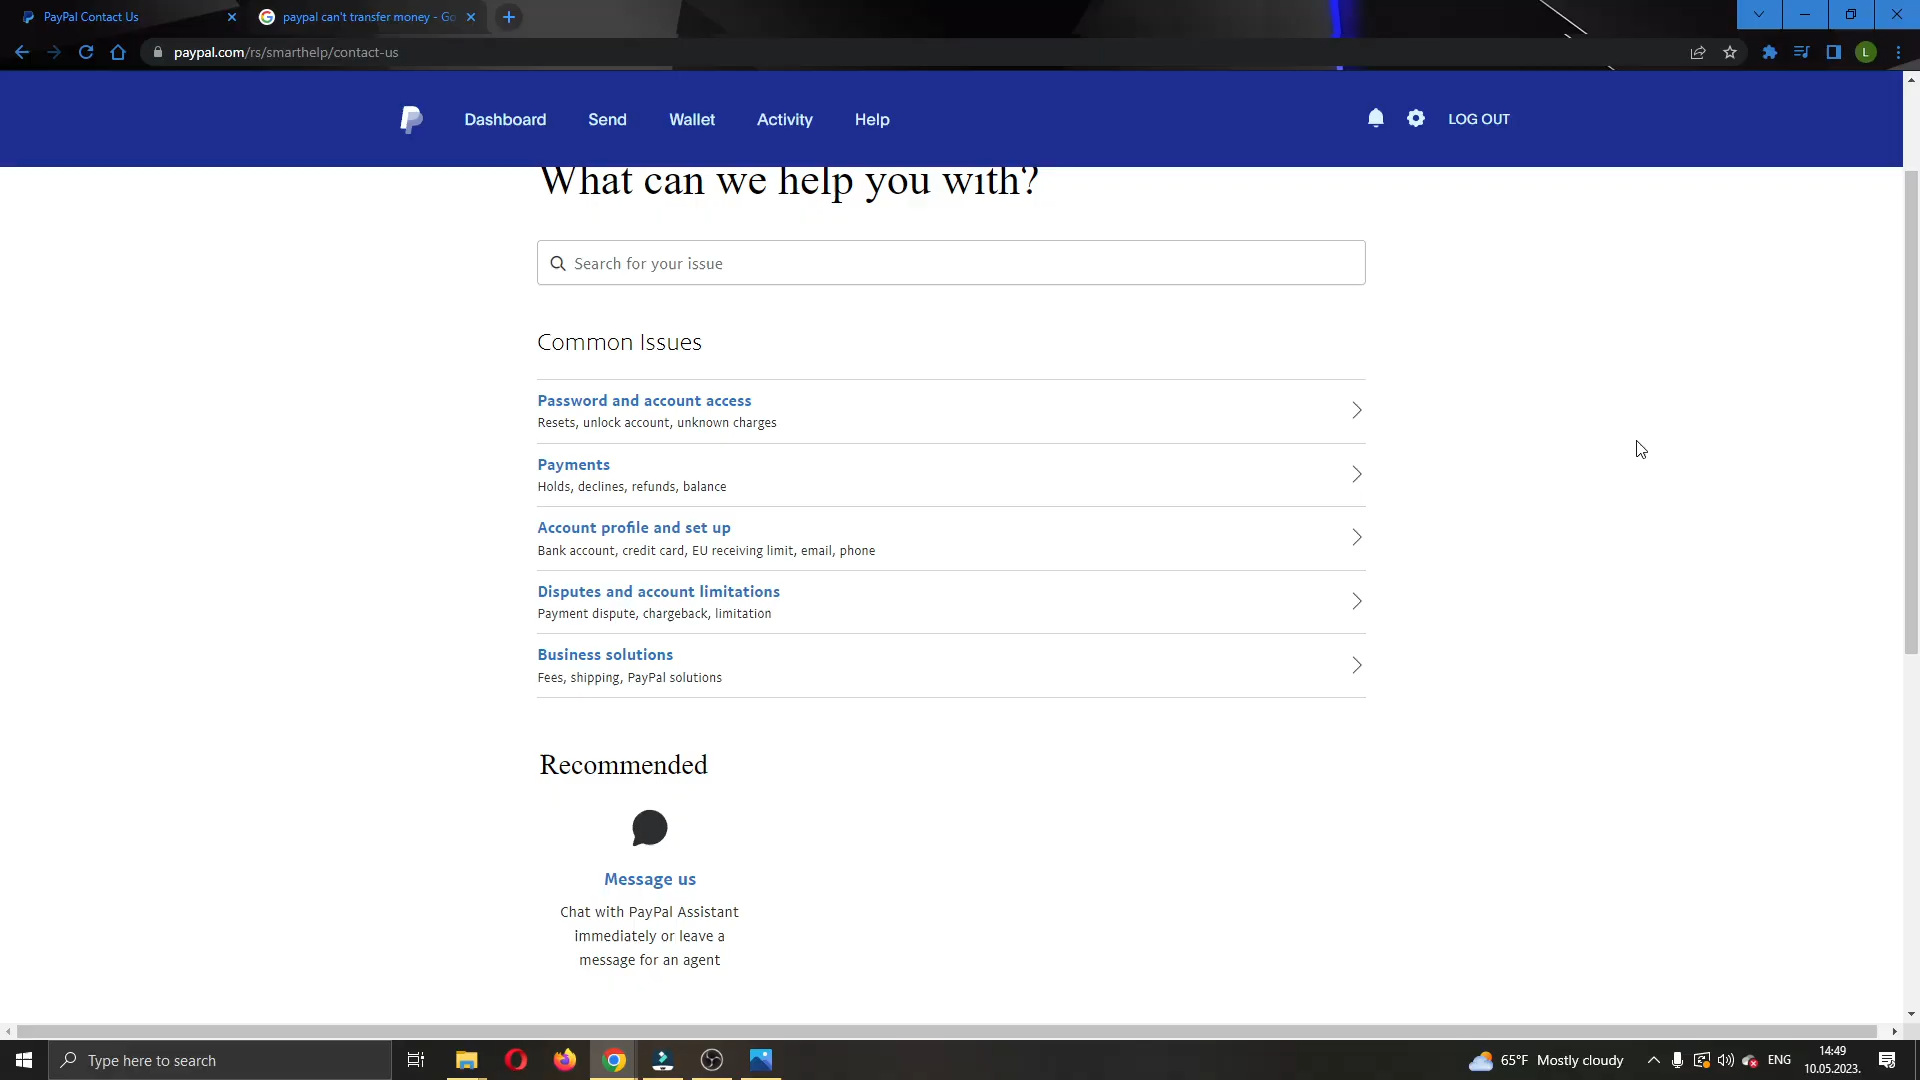 PayPal Contact Us
paypal can't transfer money - Go
paypal.com/rs/smarthelp/contact-us
L
Dashboard
Send
Wallet
Activity
Help
LOG OUT
What can we help you with?
Search for your issue
Common Issues
Password and account access
Resets, unlock account, unknown charges
Payments
Holds, declines, refunds, balance
Account profile and set up
Bank account, credit card, EU receiving limit, email, phone
Disputes and account limitations
Payment dispute, chargeback, limitation
Business solutions
Fees, shipping, PayPal solutions
Recommended
Message us
Chat with PayPal Assistant
immediately or leave a
message for an agent
Type here to search
65°F Mostly cloudy
ENG
14:49
10.05.2023.